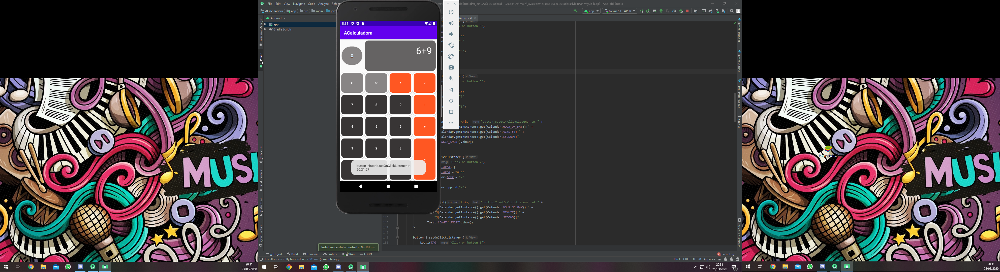 File Edit View Navigate Code Analyze Refact
adStudioProjects\ACalculadora] - ...\app\src\main\java\com\example\acalculadora\MainActivity.kt [app] - Android Studio
ACalculadora app src main java
app Nexus 5X - API R
Android
Activity.kt
app
Gradle Scripts
Resource Manager
1: Project
2: Favorites
Build Variants
Z: Structure
Layout Captures
8:31
ACalculadora
6+9
⌛
C ⌫ ÷ ×
7 8 9 -
4 5 6 +
1 2 3
=
button_historic.setOnClickListener at
20:31:27
n on button 5")
lse
"5"
"5")
r { it: View!
on button 6")
lse
"6"
6")
this, text: "button_6.setOnClickListener at " +
getInstance().get(Calendar.HOUR_OF_DAY)}:" +
alendar.getInstance().get(Calendar.MINUTE)}:" +
alendar.getInstance().get(Calendar.SECOND)}",
NGTH_SHORT).show()
ickListener { it: View!
msg: "Click on button 7")
lated) {
lated = false
or.text = "7"
or.append("7")
ext( context: this, text: "button_7.setOnClickListener at " +
{Calendar.getInstance().get(Calendar.HOUR_OF_DAY)}:" +
"${Calendar.getInstance().get(Calendar.MINUTE)}:" +
145 "${Calendar.getInstance().get(Calendar.SECOND)}",
146 Toast.LENGTH_SHORT).show()
147 }
148
149 button_8.setOnClickListener { it: View!
150 Log.i(TAG, msg: "Click on button 8")
Flutter Inspector
Flutter Outline
Flutter Performance
Gradle
Device File Explorer
Install successfully finished in 9 s 181 ms.
6: Logcat Build Terminal Profiler 4: Run TODO
2 Event Log
Install successfully finished in 9 s 181 ms. (a minute ago)
116:1 CRLF UTF-8 4 spaces
MUSI
MUSI
20:31
25/03/2020
20:31
25/03/2020
4
20:31
25/03/2020